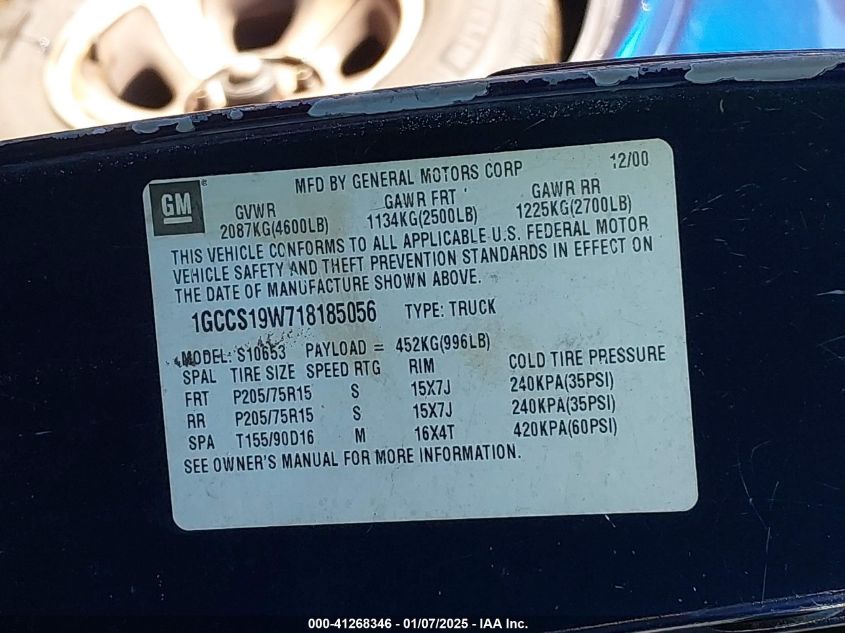 MFD BY GENERAL MOTORS CORP 12/00
GM
GVWR GAWR FRT GAWR RR
2087KG(4600LB) 1134KG(2500LB) 1225KG(2700LB)
THIS VEHICLE CONFORMS TO ALL APPLICABLE U.S. FEDERAL MOTOR
VEHICLE SAFETY AND THEFT PREVENTION STANDARDS IN EFFECT ON
THE DATE OF MANUFACTURE SHOWN ABOVE.
1GCCS19W718185056 TYPE: TRUCK
MODEL: S10653 PAYLOAD = 452KG(996LB)
SPAL TIRE SIZE SPEED RTG RIM COLD TIRE PRESSURE
FRT P205/75R15 S 15X7J 240KPA(35PSI)
RR P205/75R15 S 15X7J 240KPA(35PSI)
SPA T155/90D16 M 16X4T 420KPA(60PSI)
SEE OWNER'S MANUAL FOR MORE INFORMATION.
000-41268346 - 01/07/2025 - IAA Inc.